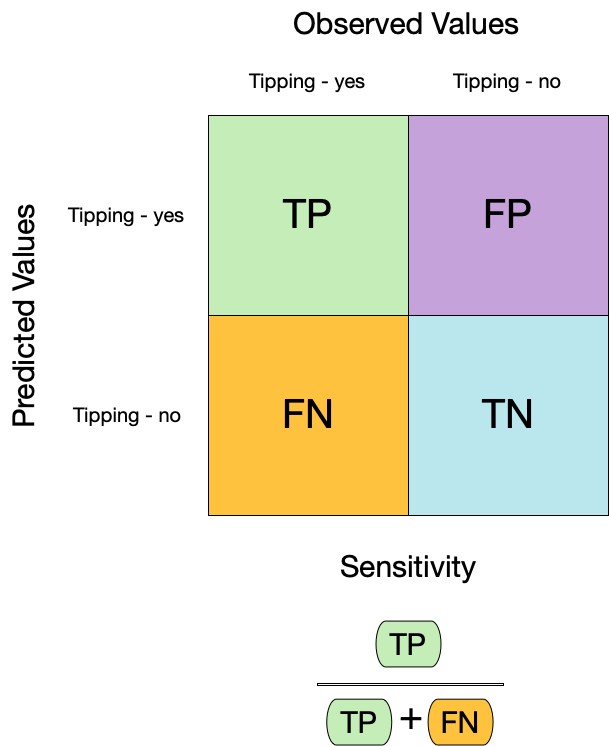 Observed Values
Tipping - yes Tipping - no
Predicted Values
Tipping - yes TP FP
Tipping - no FN TN
Sensitivity
TP
TP + FN